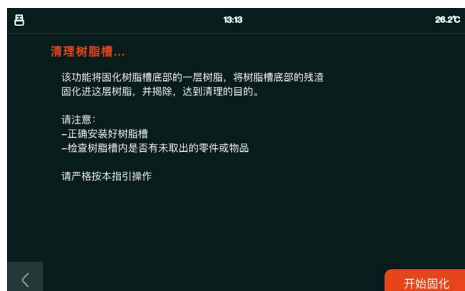 13:13
26.2℃
清理树脂槽...
该功能将固化树脂槽底部的一层树脂，将树脂槽底部的残渣
固化进这层树脂，并揭除，达到清理的目的。
请注意：
–正确安装好树脂槽
–检查树脂槽内是否有未取出的零件或物品
请严格按本指引操作
开始固化